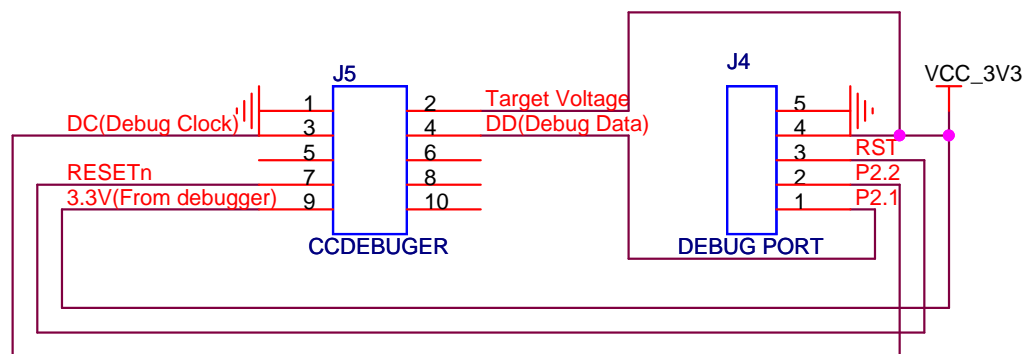 J5
J4
VCC_3V3
1
2
Target Voltage
5
DC(Debug Clock)
3
4
DD(Debug Data)
4
5
6
3
RST
RESETn
7
8
2
P2.2
3.3V(From debugger)
9
10
1
P2.1
CCDEBUGER
DEBUG PORT